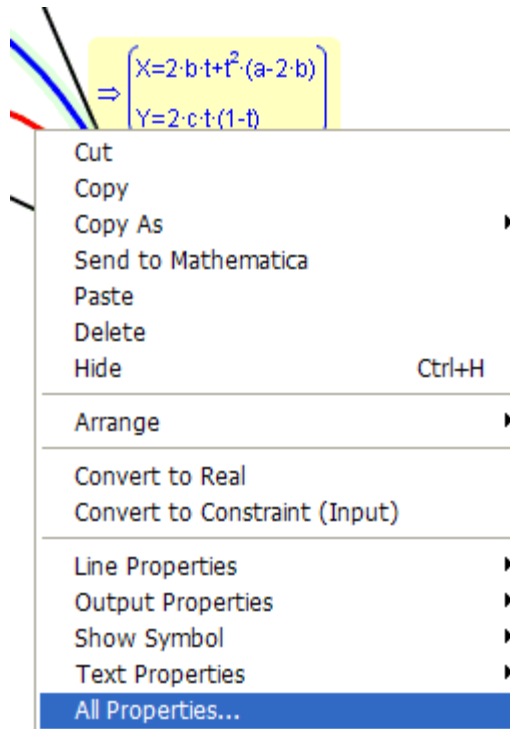 X=2·b·t+t²·(a-2·b)
⇒
Y=2·c·t·(1-t)
Cut
Copy
Copy As
Send to Mathematica
Paste
Delete
Hide Ctrl+H
Arrange
Convert to Real
Convert to Constraint (Input)
Line Properties
Output Properties
Show Symbol
Text Properties
All Properties...